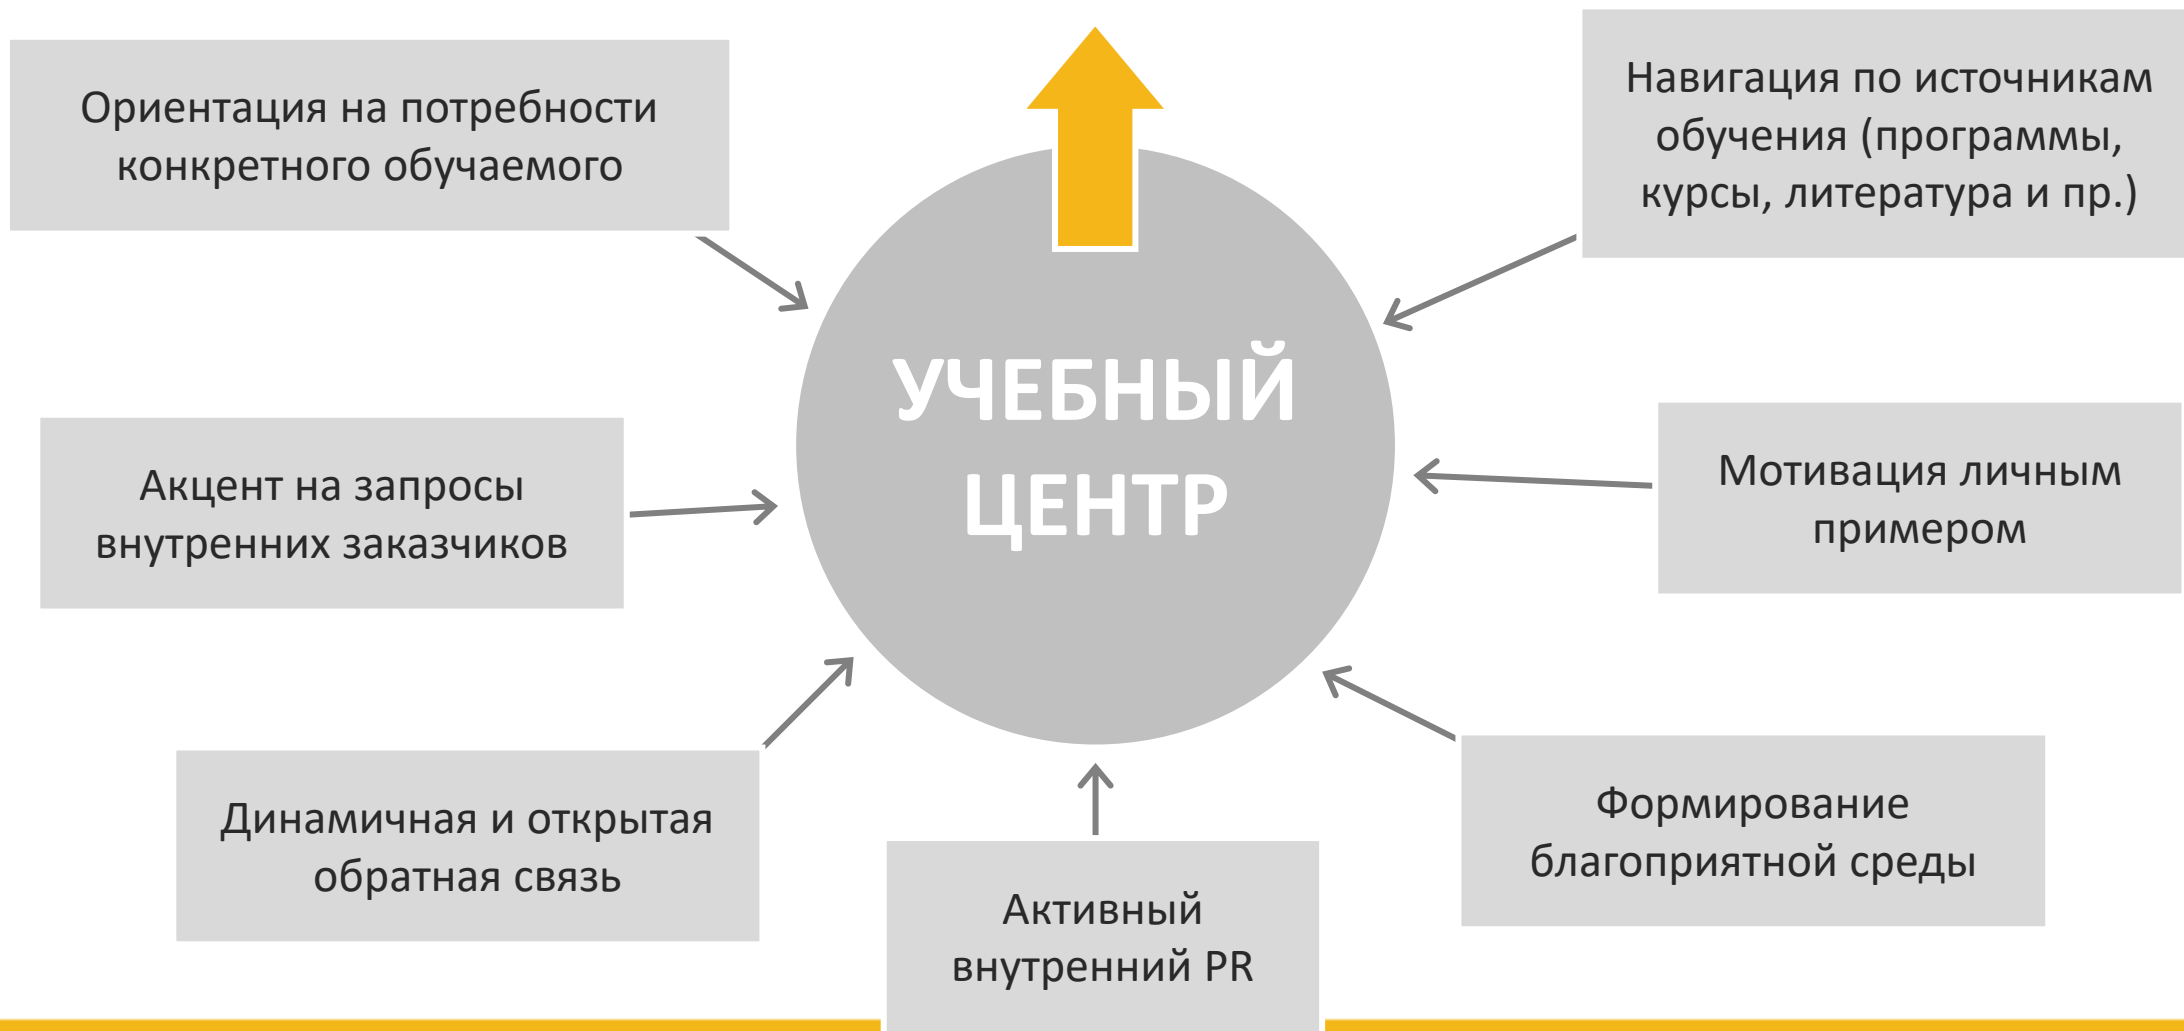 Ориентация на потребности
конкретного обучаемого
Навигация по источникам
обучения (программы,
курсы, литература и пр.)
УЧЕБНЫЙ
ЦЕНТР
Акцент на запросы
внутренних заказчиков
Мотивация личным
примером
Динамичная и открытая
обратная связь
Формирование
благоприятной среды
Активный
внутренний PR